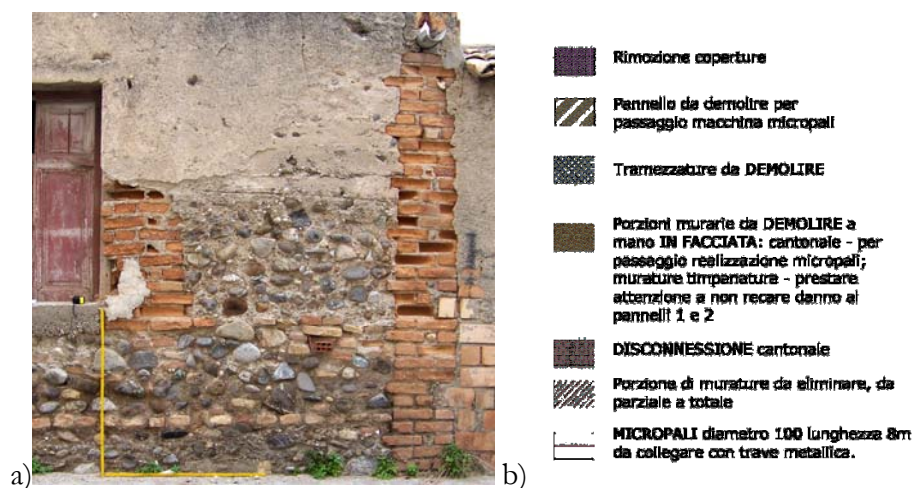 a)
b)
Rimozione coperture
Pannello da demolire per
passaggio macchina micropali
Tramezzature da DEMOLIRE
Porzioni murarie da DEMOLIRE a
mano IN FACCIATA: cantonale - per
passaggio realizzazione micropali;
murature timpanatura - prestare
attenzione a non recare danno ai
pannelli 1 e 2
DISCONNESSIONE cantonale
Porzione di murature da eliminare, da
parziale a totale
MICROPALI diametro 100 lunghezza 8m
da collegare con trave metallica.